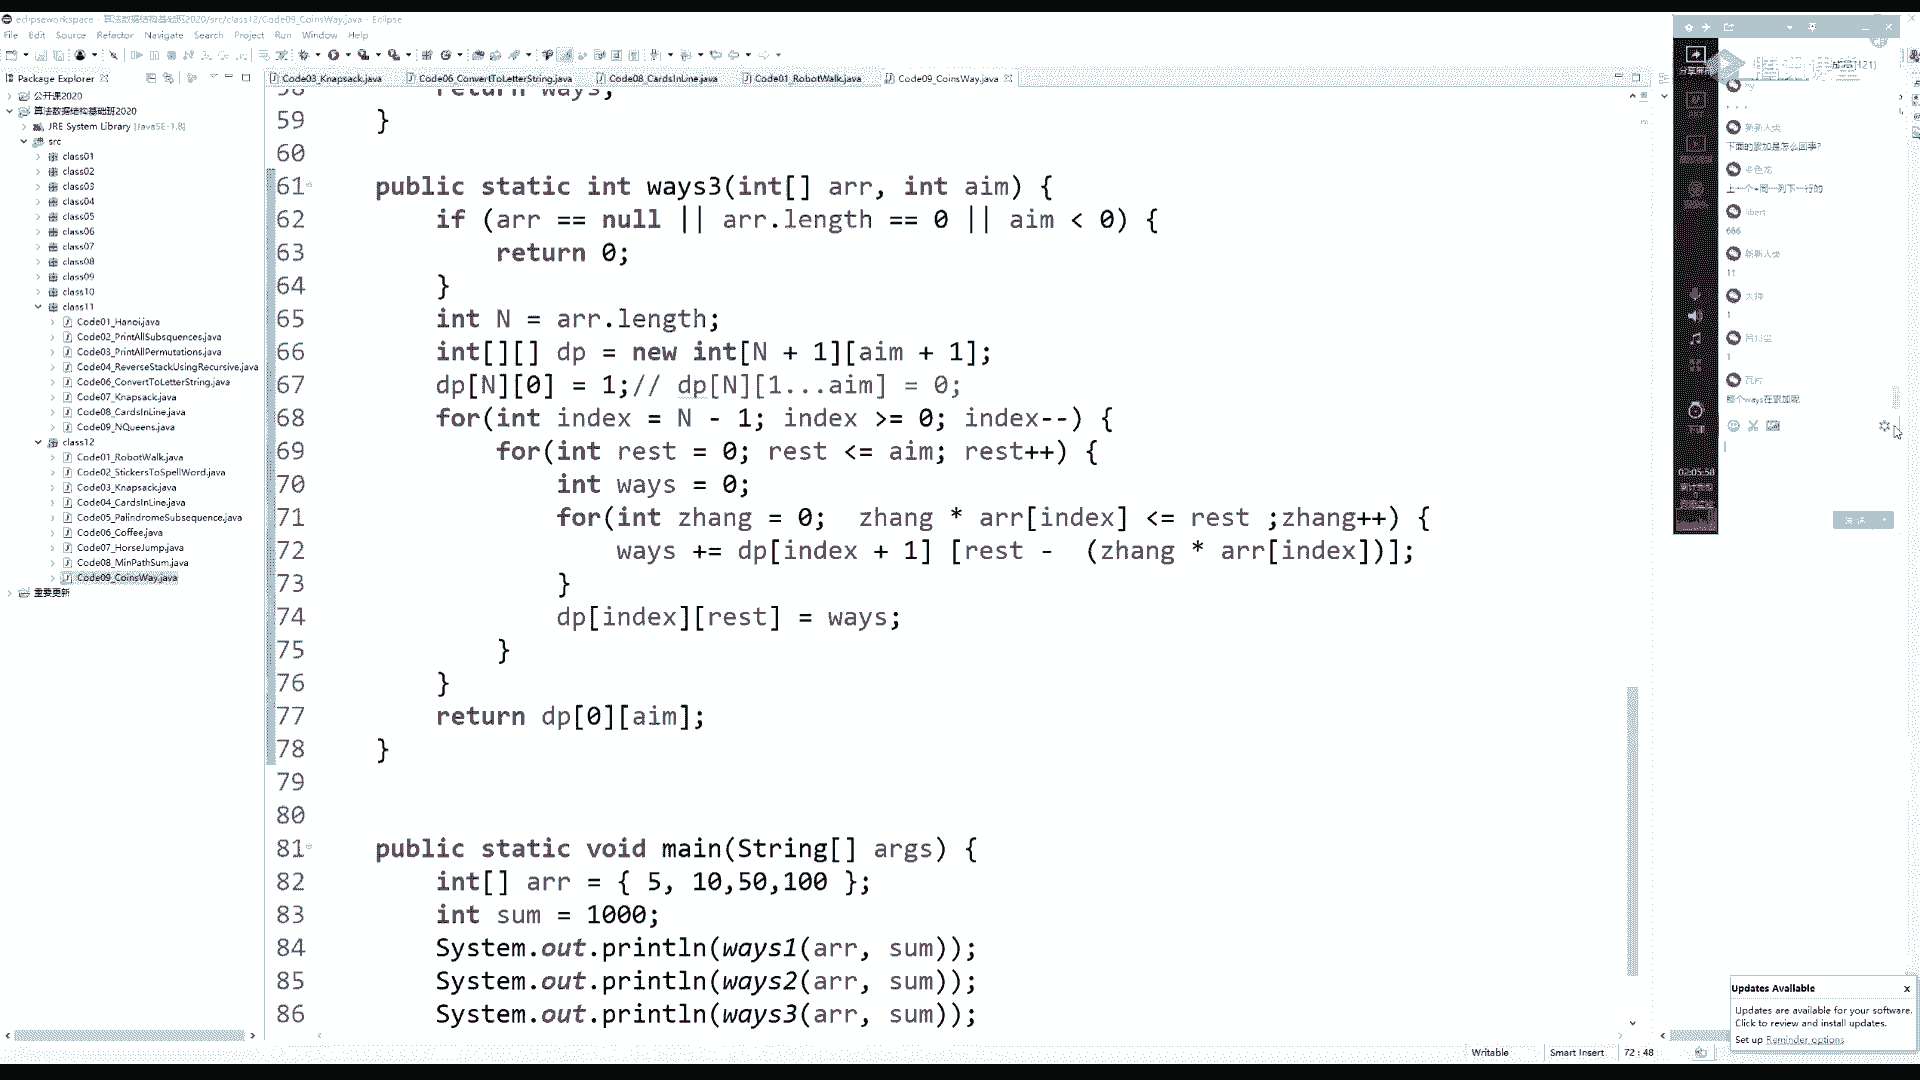 eclipseworkspace - 算法数据结构基础班2020/src/class12/Code09_CoinsWay.java - Eclipse
File Edit Source Refactor Navigate Search Project Run Window Help
Package Explorer
公开课2020
算法数据结构基础班2020
JRE System Library [JavaSE-1.8]
src
class01
class02
class03
class04
class05
class06
class07
class08
class09
class10
class11
Code01_Hanoi.java
Code02_PrintAllSubsquences.java
Code03_PrintAllPermutations.java
Code04_ReverseStackUsingRecursive.java
Code06_ConvertToLetterString.java
Code07_Knapsack.java
Code08_CardsInLine.java
Code09_NQueens.java
class12
Code01_RobotWalk.java
Code02_StickersToSpellWord.java
Code03_Knapsack.java
Code04_CardsInLine.java
Code05_PalindromeSubsequence.java
Code06_Coffee.java
Code07_HorseJump.java
Code08_MinPathSum.java
Code09_CoinsWay.java
重要更新
Code03_Knapsack.java Code06_ConvertToLetterString.java Code08_CardsInLine.java Code01_RobotWalk.java Code09_CoinsWay.java
58 return ways;
59 }
60
61 public static int ways3(int[] arr, int aim) {
62 if (arr == null || arr.length == 0 || aim < 0) {
63 return 0;
64 }
65 int N = arr.length;
66 int[][] dp = new int[N + 1][aim + 1];
67 dp[N][0] = 1;// dp[N][1...aim] = 0;
68 for(int index = N - 1; index >= 0; index--) {
69 for(int rest = 0; rest <= aim; rest++) {
70 int ways = 0;
71 for(int zhang = 0;  zhang * arr[index] <= rest ;zhang++) {
72 ways += dp[index + 1] [rest -  (zhang * arr[index])];
73 }
74 dp[index][rest] = ways;
75 }
76 }
77 return dp[0][aim];
78 }
79
80
81 public static void main(String[] args) {
82 int[] arr = { 5, 10,50,100 };
83 int sum = 1000;
84 System.out.println(ways1(arr, sum));
85 System.out.println(ways2(arr, sum));
86 System.out.println(ways3(arr, sum));
Writable Smart Insert 72 : 48
新新人类
下面的累加是怎么回事?
上一个+同一列下一行的
666
新新人类
11
大师
1
1
那个ways在累加呢
02:05:58
Updates Available
Updates are available for your software.
Click to review and install updates.
Set up Reminder options